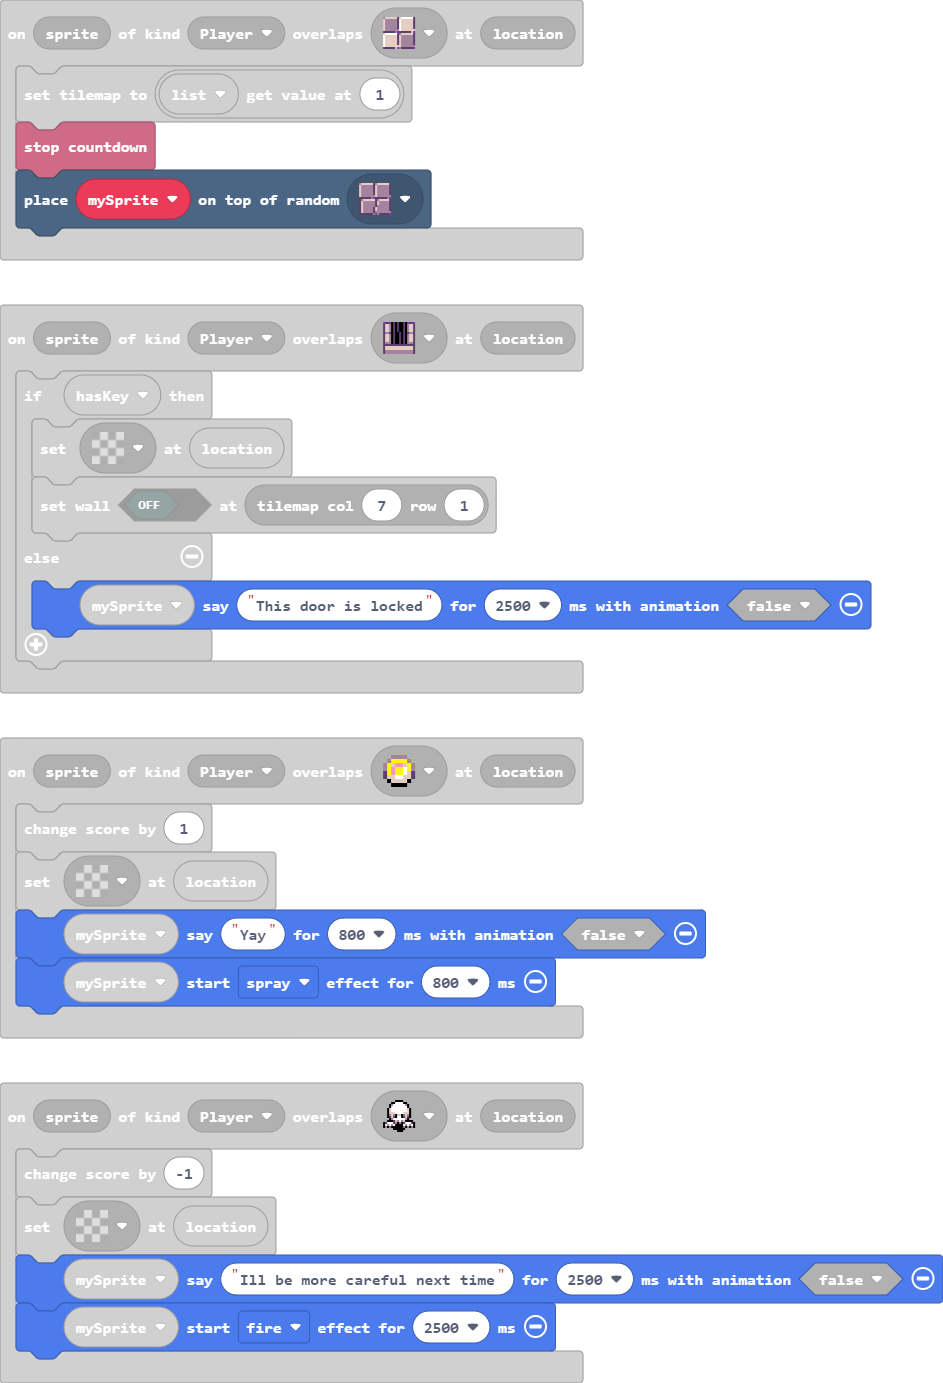 on sprite of kind Player overlaps at location
set tilemap to list get value at 1
stop countdown
place mySprite on top of random
on sprite of kind Player overlaps at location
if hasKey then
set at location
set wall OFF at tilemap col 7 row 1
else
mySprite say "This door is locked" for 2500 ms with animation false
on sprite of kind Player overlaps at location
change score by 1
set at location
mySprite say "Yay" for 800 ms with animation false
mySprite start spray effect for 800 ms
on sprite of kind Player overlaps at location
change score by -1
set at location
mySprite say "Ill be more careful next time" for 2500 ms with animation false
mySprite start fire effect for 2500 ms